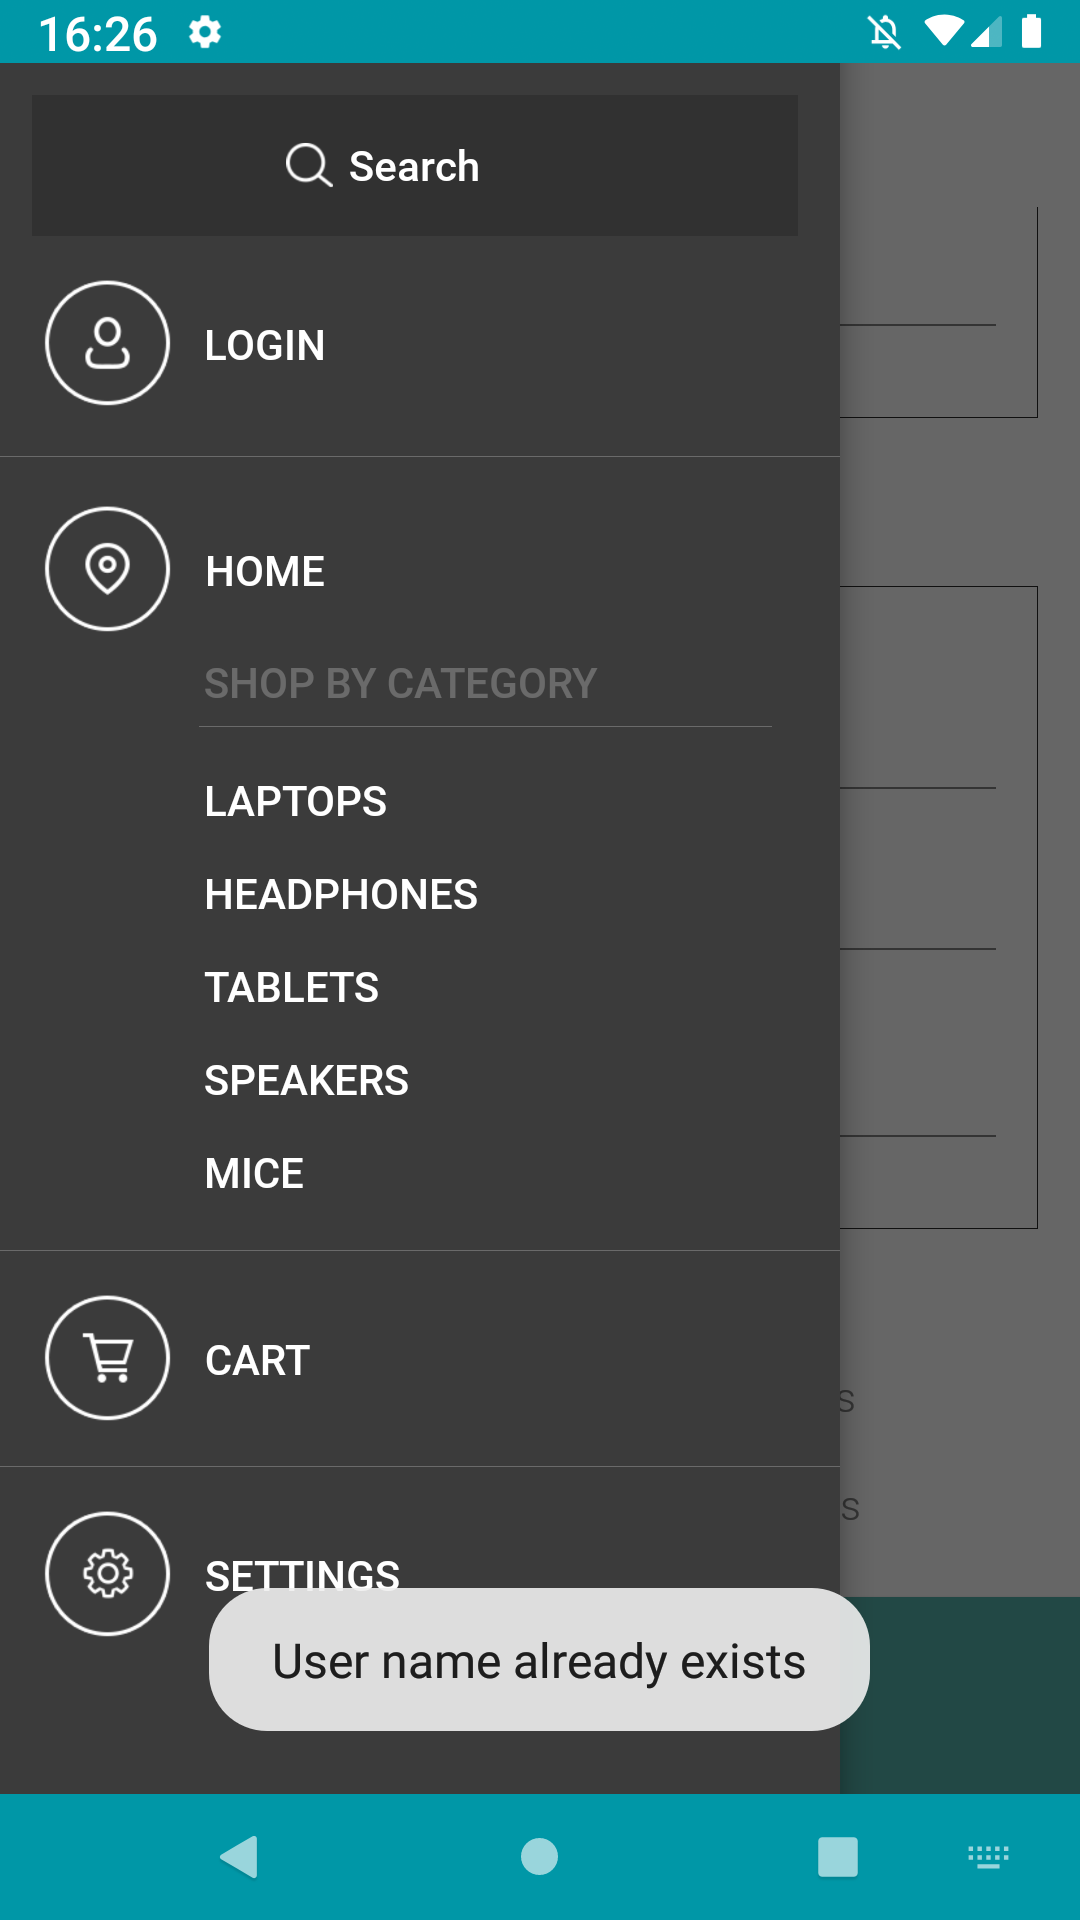 16:26
Search
LOGIN
HOME
SHOP BY CATEGORY
LAPTOPS
HEADPHONES
TABLETS
SPEAKERS
MICE
CART
S
S
SETTINGS
User name already exists